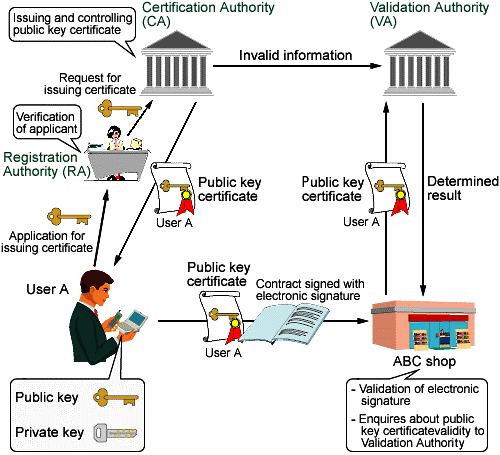 Issuing and controlling
public key certificate
Certification Authority
(CA)
Validation Authority
(VA)
Invalid information
Request for
issuing certificate
Verification
of applicant
Registration
Authority (RA)
Public key
certificate
User A
Public key
certificate
User A
Determined
result
Application for
issuing certificate
User A
Public key
certificate
User A
Contract signed with
electronic signature
ABC shop
Public key
Private key
- Validation of electronic
signature
- Enquires about public
key certificatevalidity to
Validation Authority